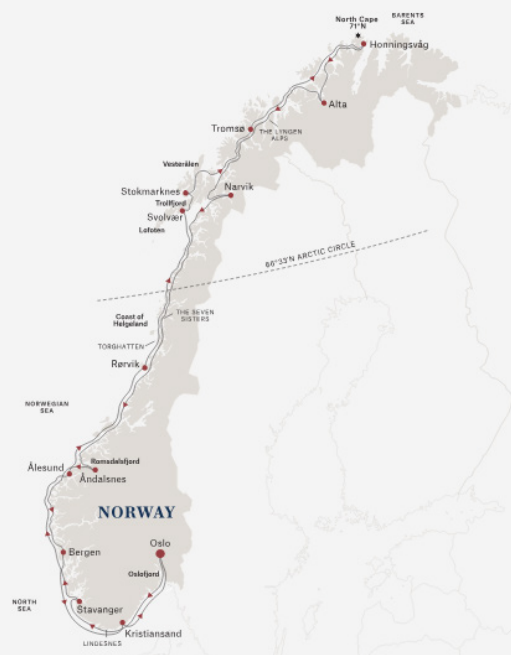 North Cape
71°N
BARENTS
SEA
Honningsvåg
Alta
Tromsø
THE LYNGEN
ALPS
Vesterålen
Stokmarknes
Narvik
Trollfjord
Svolvær
Lofoten
66°33'N ARCTIC CIRCLE
Coast of
Helgeland
THE SEVEN
SISTERS
TORGHATTEN
Rørvik
NORWEGIAN
SEA
Ålesund
Romsdalsfjord
Åndalsnes
NORWAY
Oslo
Bergen
Oslofjord
NORTH
SEA
Stavanger
Kristiansand
LINDESNES